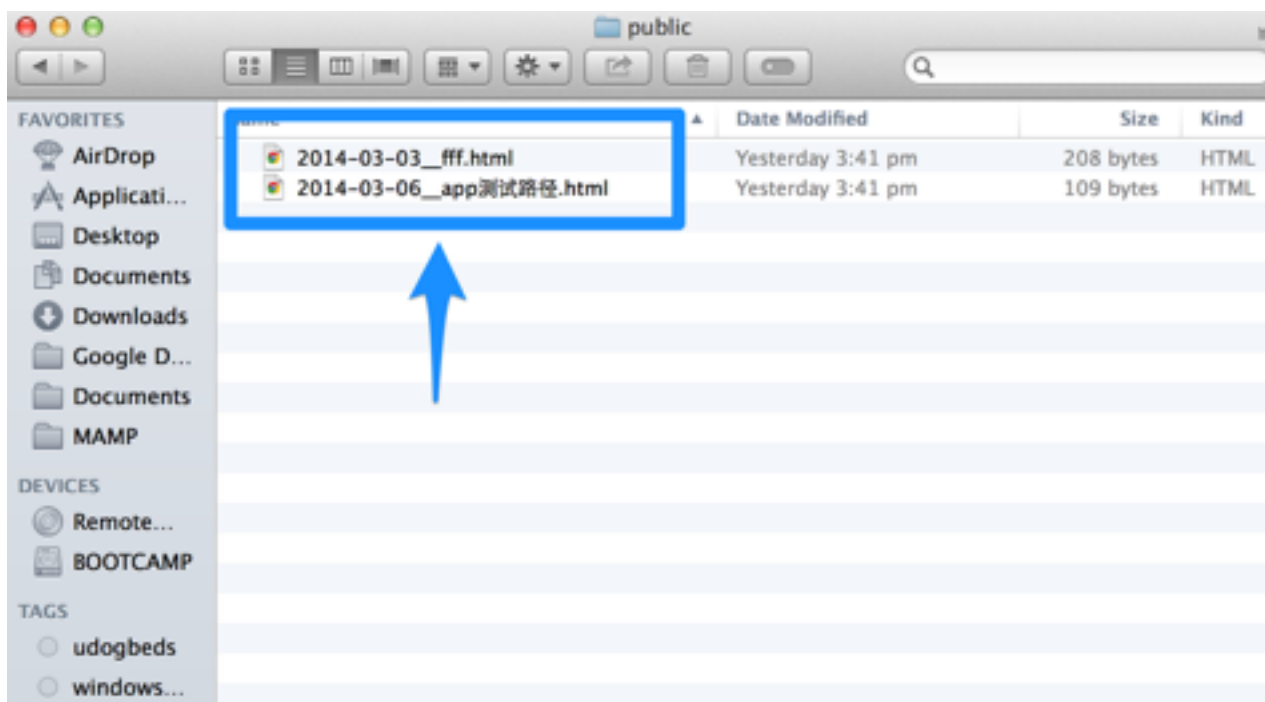 public
FAVORITES
Date Modified
Size
Kind
AirDrop
2014-03-03__fff.html
Yesterday 3:41 pm
208 bytes
HTML
Applicati...
2014-03-06__app测试路径.html
Yesterday 3:41 pm
109 bytes
HTML
Desktop
Documents
Downloads
Google D...
Documents
MAMP
DEVICES
Remote...
BOOTCAMP
TAGS
udogbeds
windows...